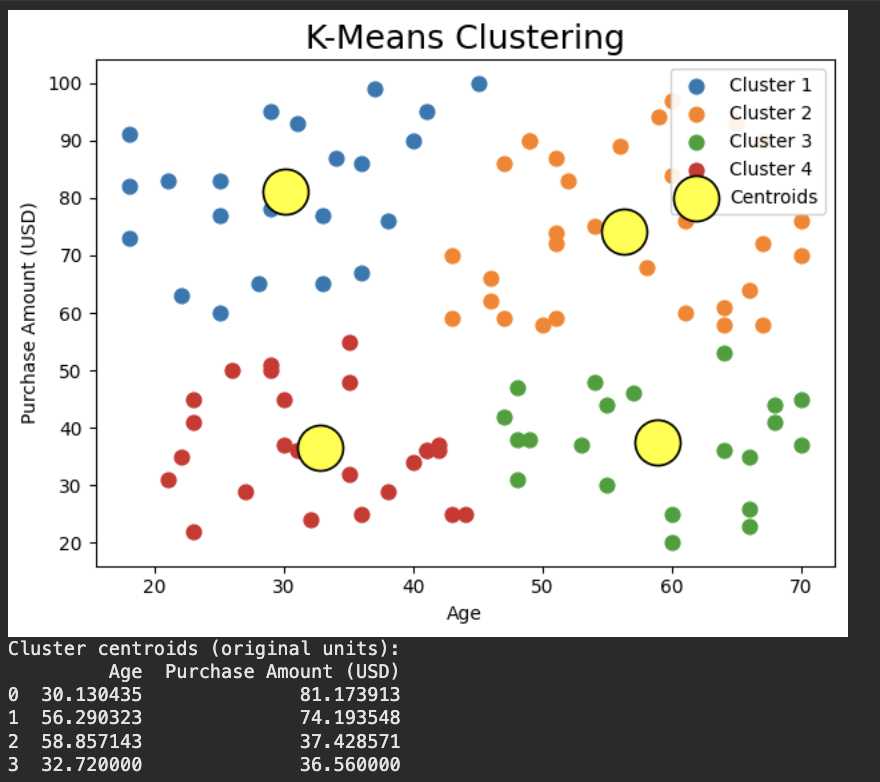 K-Means Clustering
100
90
80
70
60
50
40
30
20
Purchase Amount (USD)
Cluster 1
Cluster 2
Cluster 3
Cluster 4
Centroids
20 30 40 50 60 70
Age
Cluster centroids (original units):
Age Purchase Amount (USD)
0 30.130435 81.173913
1 56.290323 74.193548
2 58.857143 37.428571
3 32.720000 36.560000